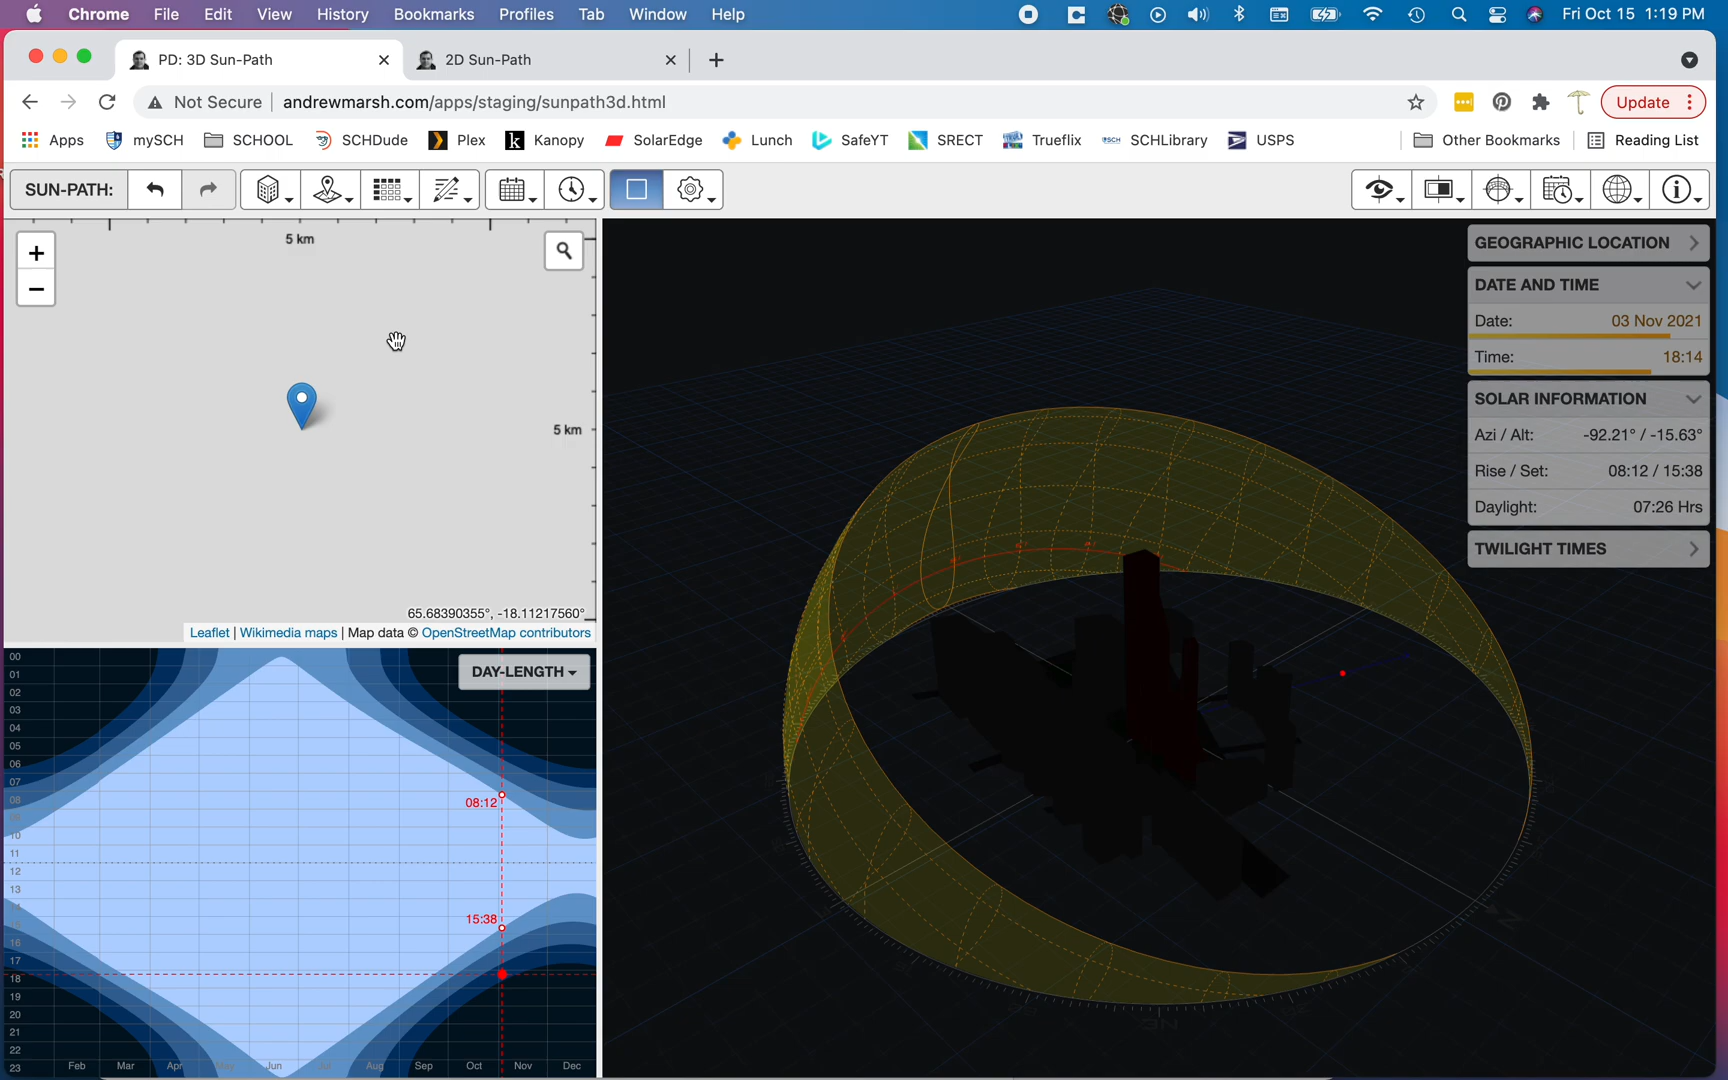 Chrome File Edit View History Bookmarks Profiles Tab Window Help Fri Oct 15 1:19 PM
PD: 3D Sun-Path 2D Sun-Path
Not Secure andrewmarsh.com/apps/staging/sunpath3d.html Update
Apps mySCH SCHOOL SCHDude Plex Kanopy SolarEdge Lunch SafeYT SRECT Trueflix SCHLibrary USPS Other Bookmarks Reading List
SUN-PATH:
5 km
+
−
5 km
65.68390355°, -18.11217560°
Leaflet | Wikimedia maps | Map data © OpenStreetMap contributors
GEOGRAPHIC LOCATION
DATE AND TIME
Date: 03 Nov 2021
Time: 18:14
SOLAR INFORMATION
Azi / Alt: -92.21° / -15.63°
Rise / Set: 08:12 / 15:38
Daylight: 07:26 Hrs
TWILIGHT TIMES
DAY-LENGTH
00
01
02
03
04
05
06
07
08
08:12
10
11
12
13
15:38
16
17
18
19
20
21
22
23
Feb Mar Apr May Jun Jul Aug Sep Oct Nov Dec